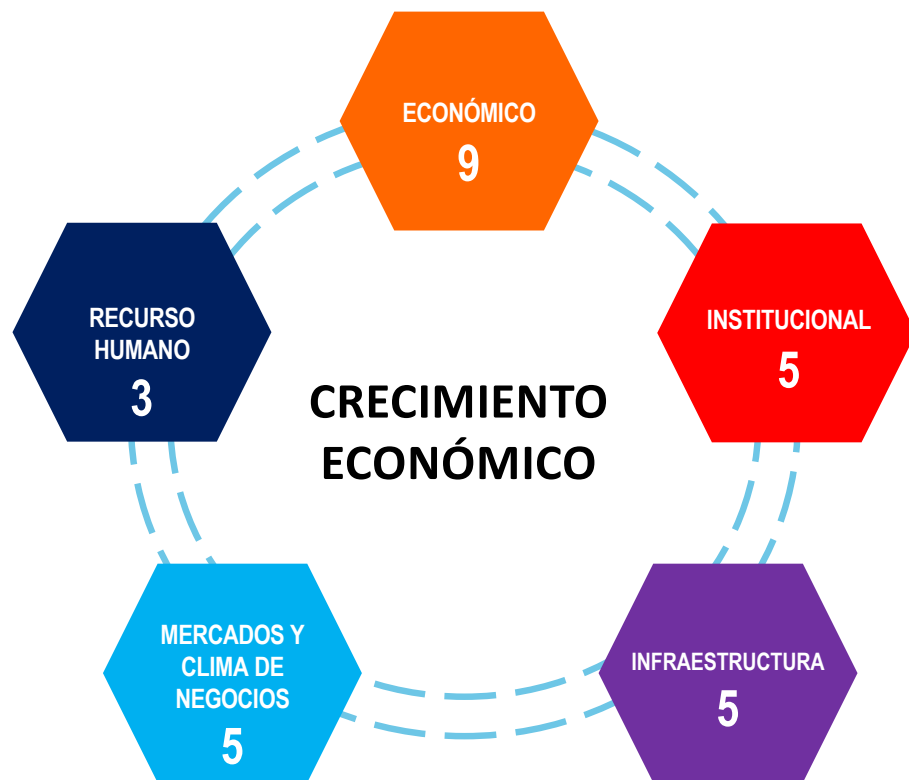 ECONÓMICO
9
INSTITUCIONAL
5
INFRAESTRUCTURA
5
MERCADOS Y
CLIMA DE
NEGOCIOS
5
RECURSO
HUMANO
3
CRECIMIENTO
ECONÓMICO